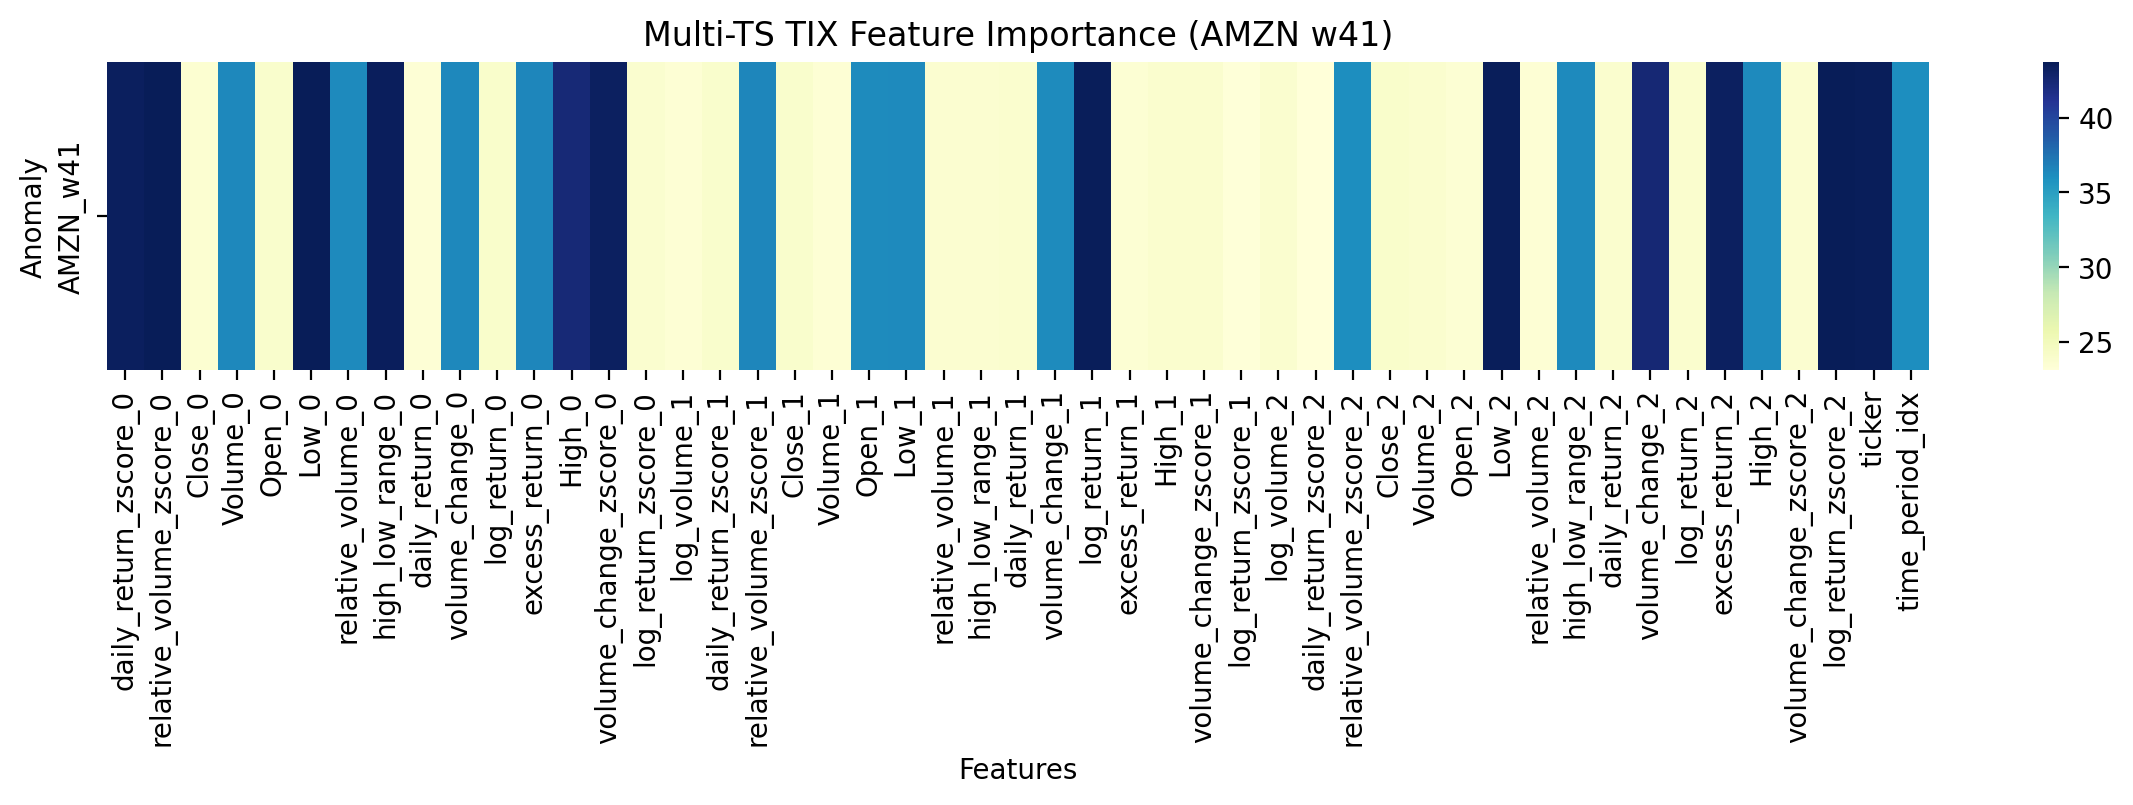 Multi-TS TIX Feature Importance (AMZN w41)
Anomaly
AMZN_w41
40
35
30
25
daily_return_zscore_0
relative_volume_zscore_0
Close_0
Volume_0
Open_0
Low_0
relative_volume_0
high_low_range_0
daily_return_0
volume_change_0
log_return_0
excess_return_0
High_0
volume_change_zscore_0
log_return_zscore_0
log_volume_1
daily_return_zscore_1
relative_volume_zscore_1
Close_1
Volume_1
Open_1
Low_1
relative_volume_1
high_low_range_1
daily_return_1
volume_change_1
log_return_1
excess_return_1
High_1
volume_change_zscore_1
log_return_zscore_1
log_volume_2
daily_return_zscore_2
relative_volume_zscore_2
Close_2
Volume_2
Open_2
Low_2
relative_volume_2
high_low_range_2
daily_return_2
volume_change_2
log_return_2
excess_return_2
High_2
volume_change_zscore_2
log_return_zscore_2
ticker
time_period_idx
Features